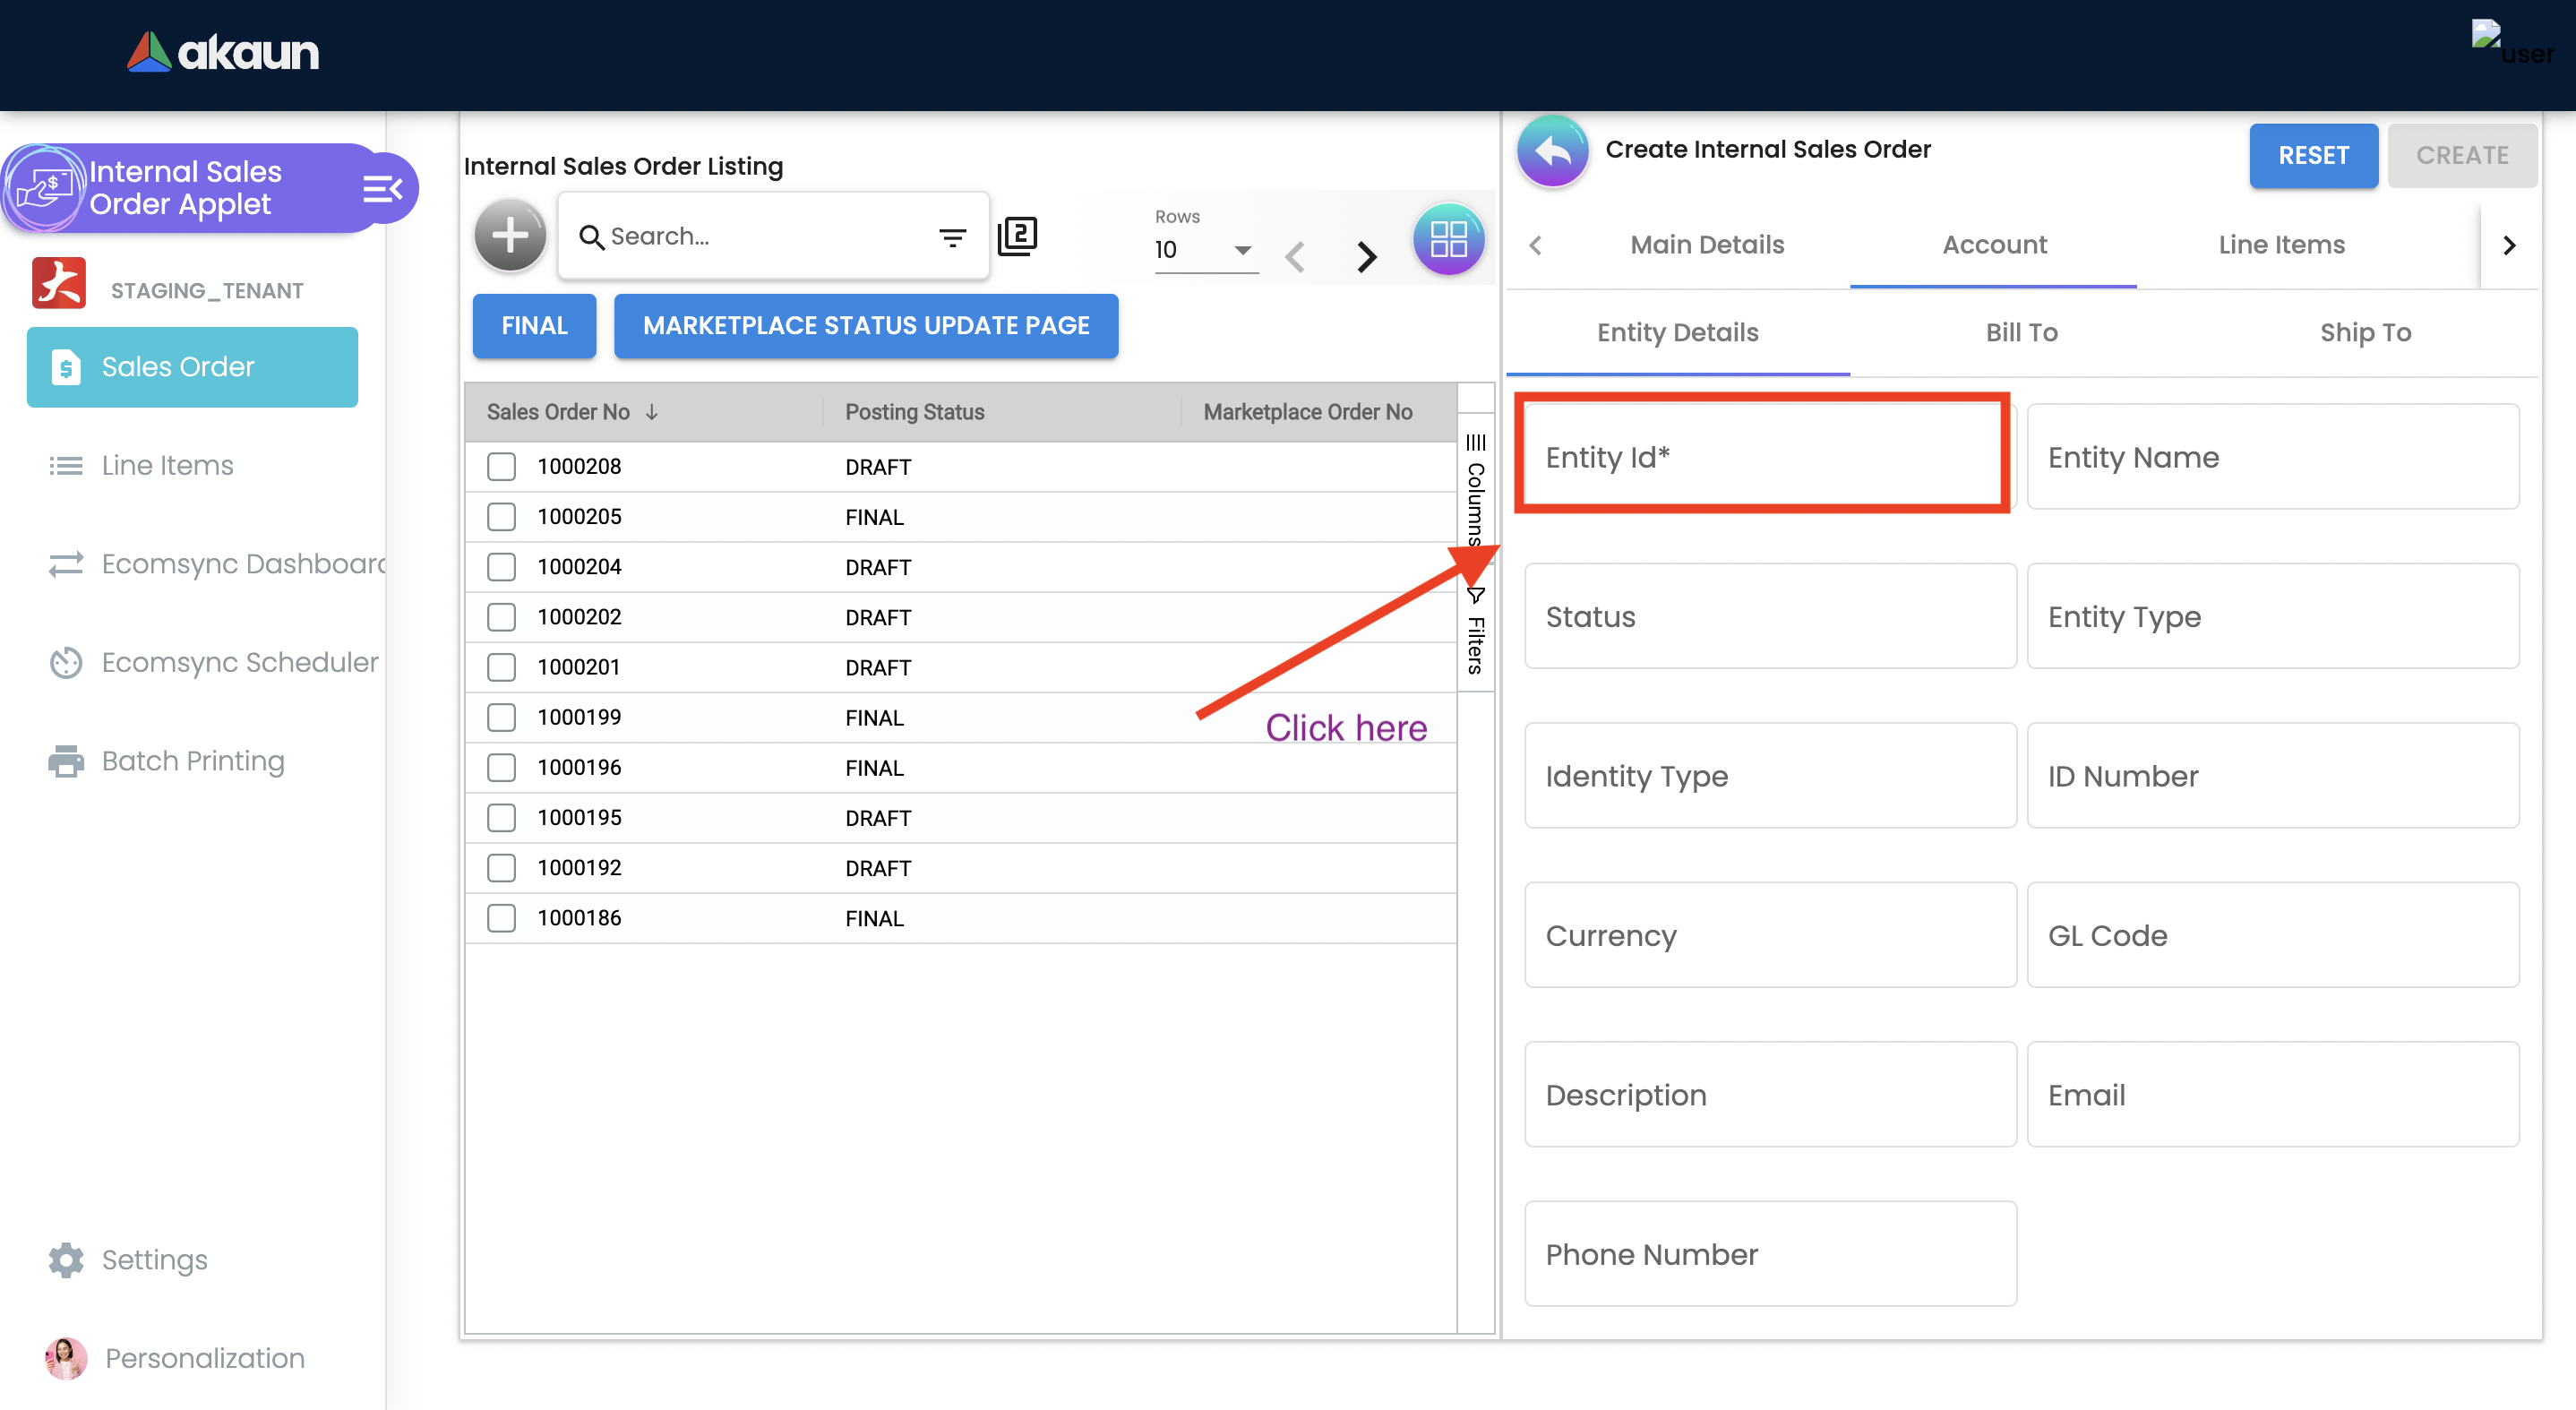 akaun
user
Internal Sales
Order Applet
STAGING_TENANT
Sales Order
Line Items
Ecomsync Dashboard
Ecomsync Scheduler
Batch Printing
Settings
Personalization
Internal Sales Order Listing
Search...
2
Rows
10
FINAL
MARKETPLACE STATUS UPDATE PAGE
Sales Order No Posting Status Marketplace Order No
1000208 DRAFT
1000205 FINAL
1000204 DRAFT
1000202 DRAFT
1000201 DRAFT
1000199 FINAL
1000196 FINAL
1000195 DRAFT
1000192 DRAFT
1000186 FINAL
Columns
Filters
Click here
Create Internal Sales Order
RESET
CREATE
Main Details Account Line Items
Entity Details Bill To Ship To
Entity Id* Entity Name
Status Entity Type
Identity Type ID Number
Currency GL Code
Description Email
Phone Number